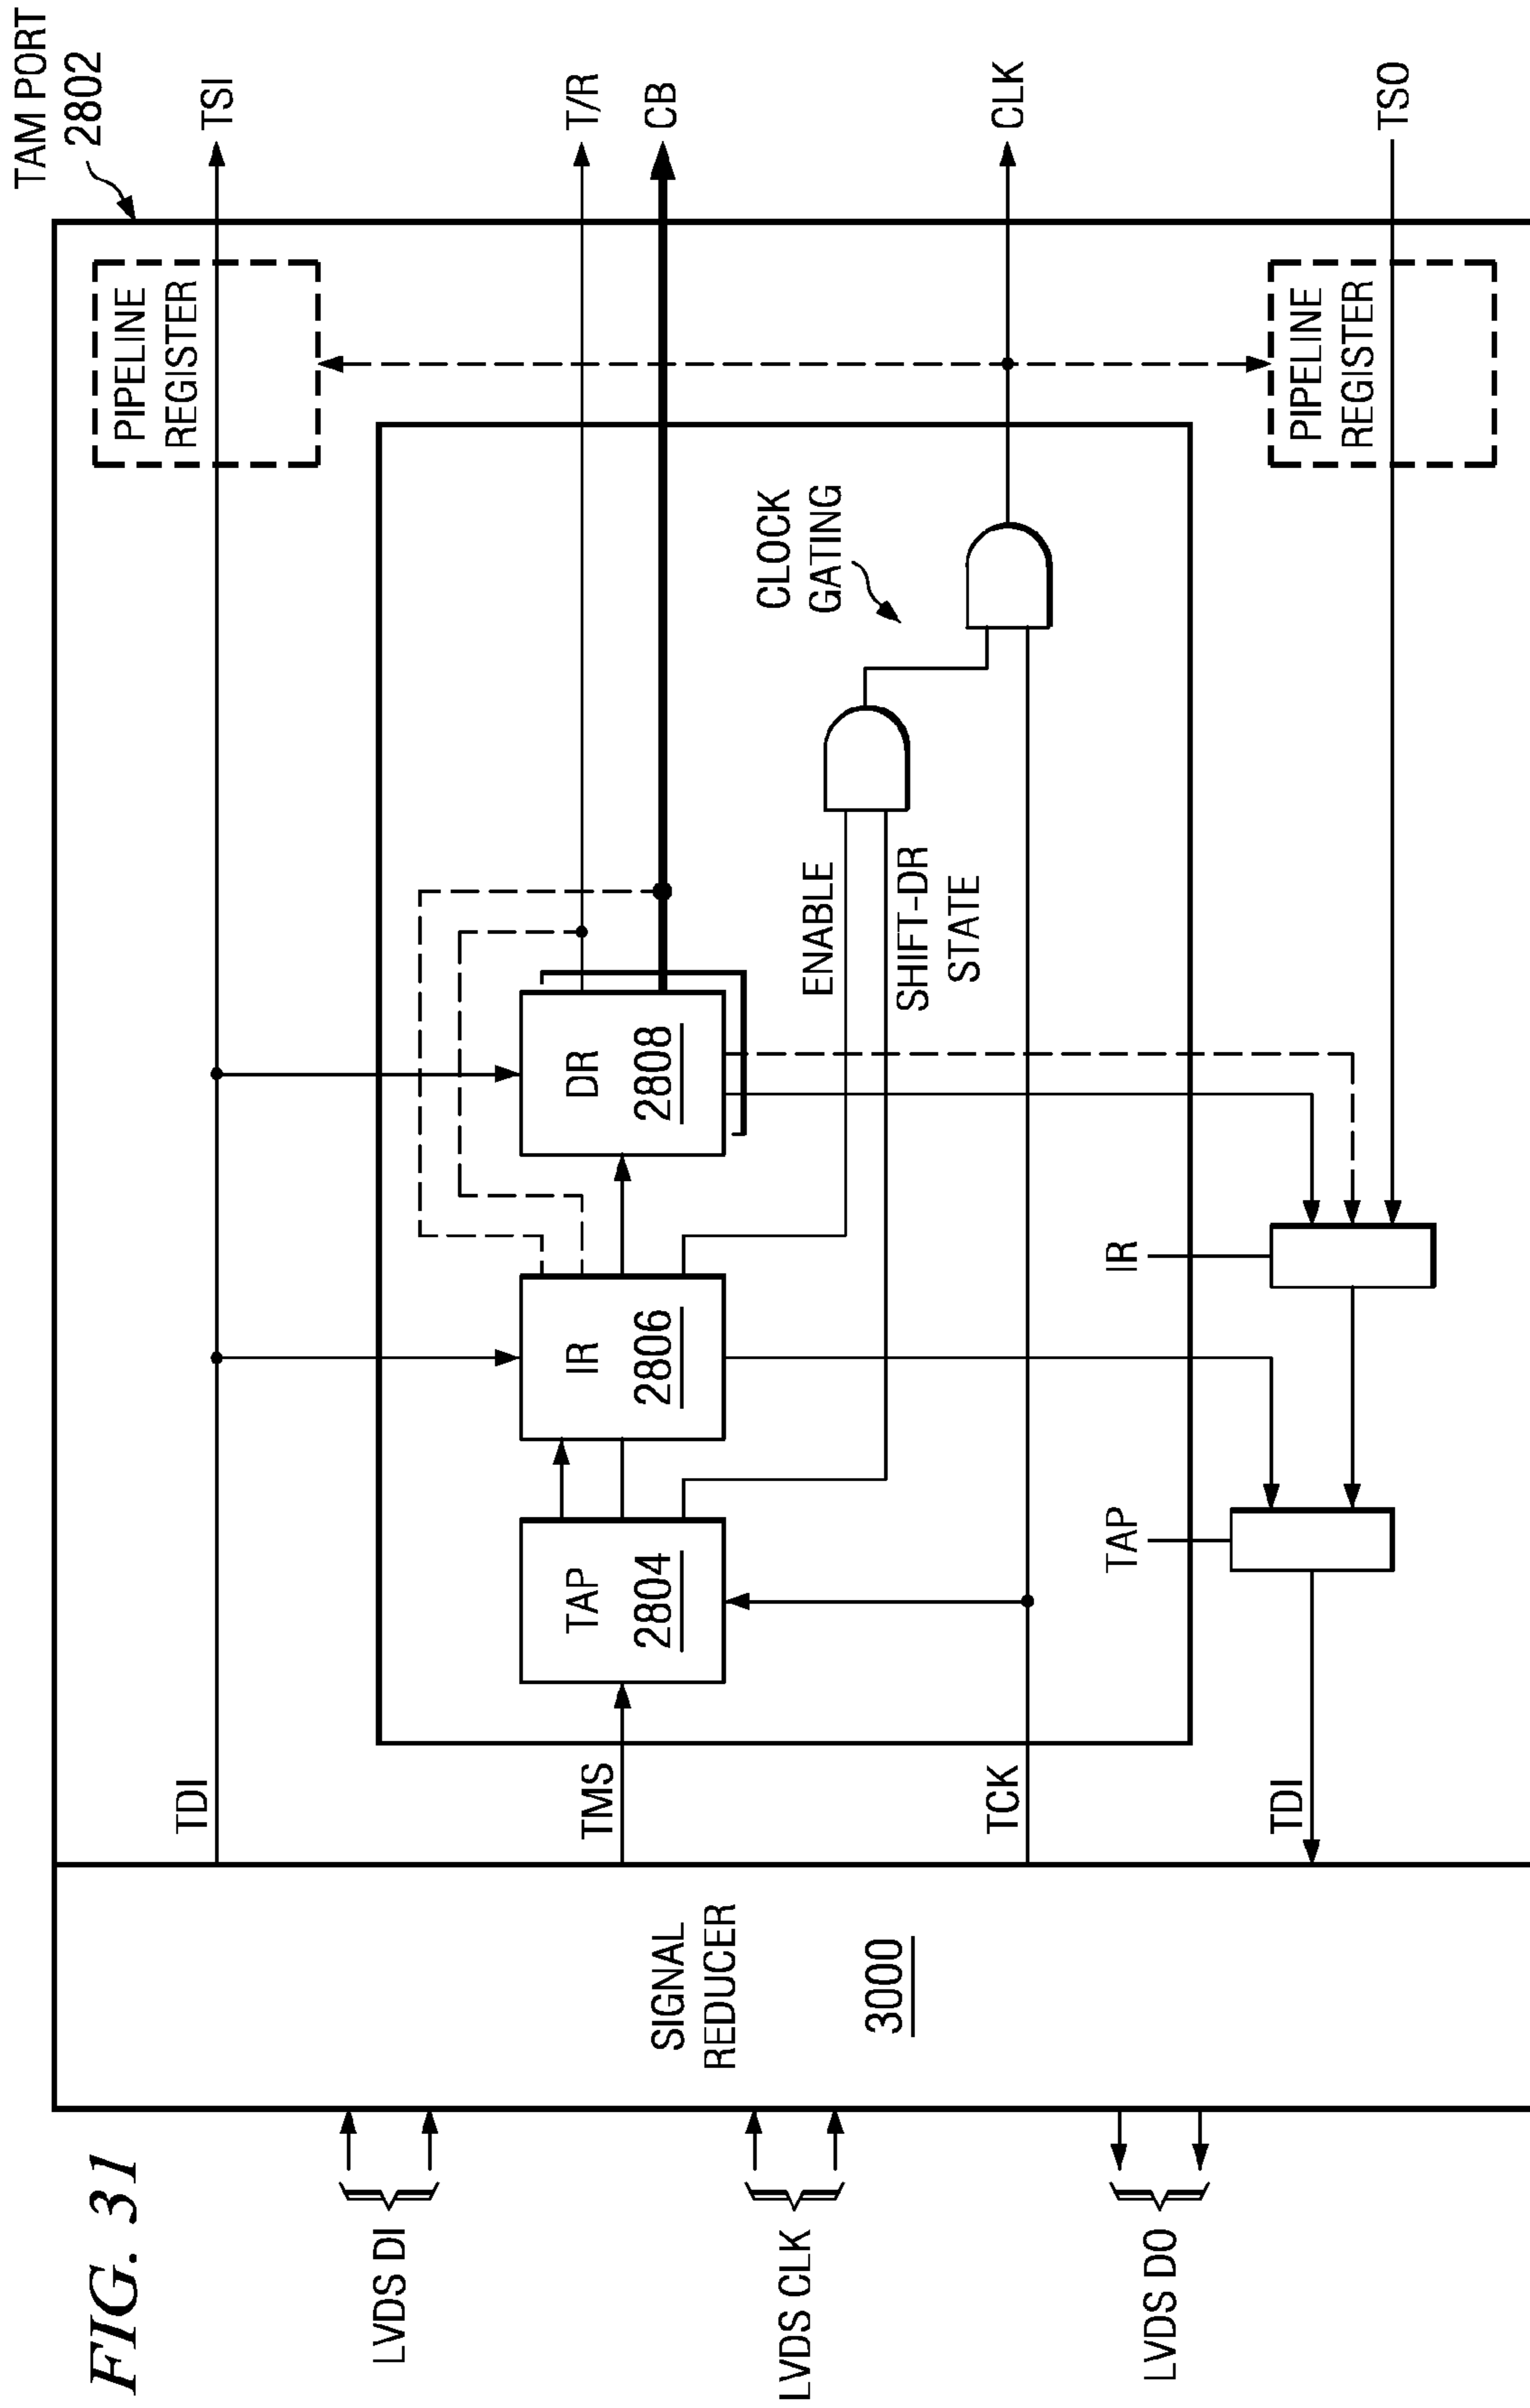 FIG. 31
TAM PORT
2802
LVDS DI
LVDS CLK
LVDS DO
SIGNAL
REDUCER
3000
TDI
TMS
TCK
TDI
TAP
2804
IR
2806
DR
2808
ENABLE
SHIFT-DR
STATE
CLOCK
GATING
TAP
IR
PIPELINE
REGISTER
PIPELINE
REGISTER
TSI
T/R
CB
CLK
TSO